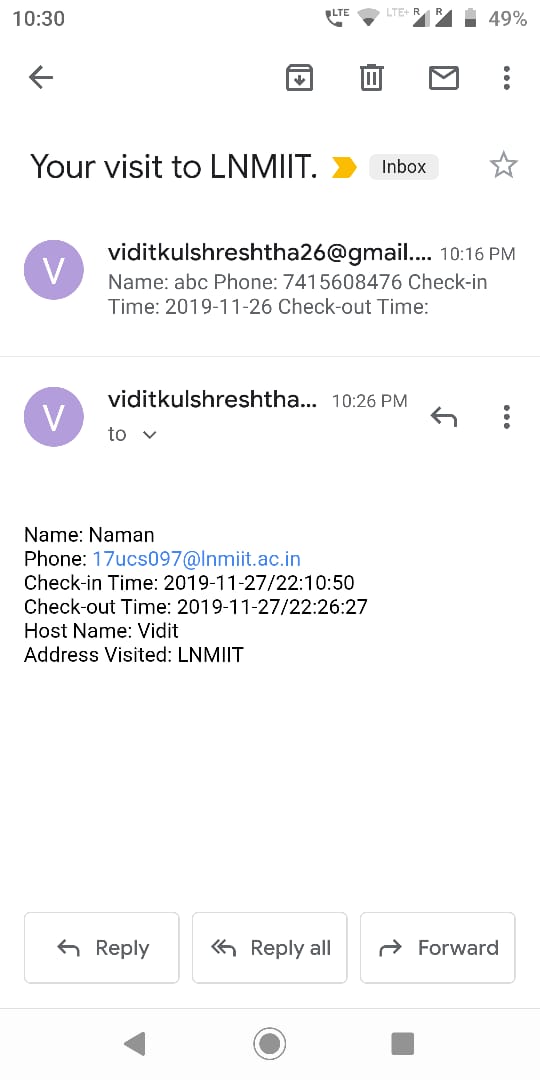 10:30 LTE LTE+ R R 49%
Your visit to LNMIIT. Inbox
V viditkulshreshtha26@gmail.... 10:16 PM
Name: abc Phone: 7415608476 Check-in
Time: 2019-11-26 Check-out Time:
V viditkulshreshtha... 10:26 PM
to
Name: Naman
Phone: 17ucs097@lnmiit.ac.in
Check-in Time: 2019-11-27/22:10:50
Check-out Time: 2019-11-27/22:26:27
Host Name: Vidit
Address Visited: LNMIIT
Reply Reply all Forward